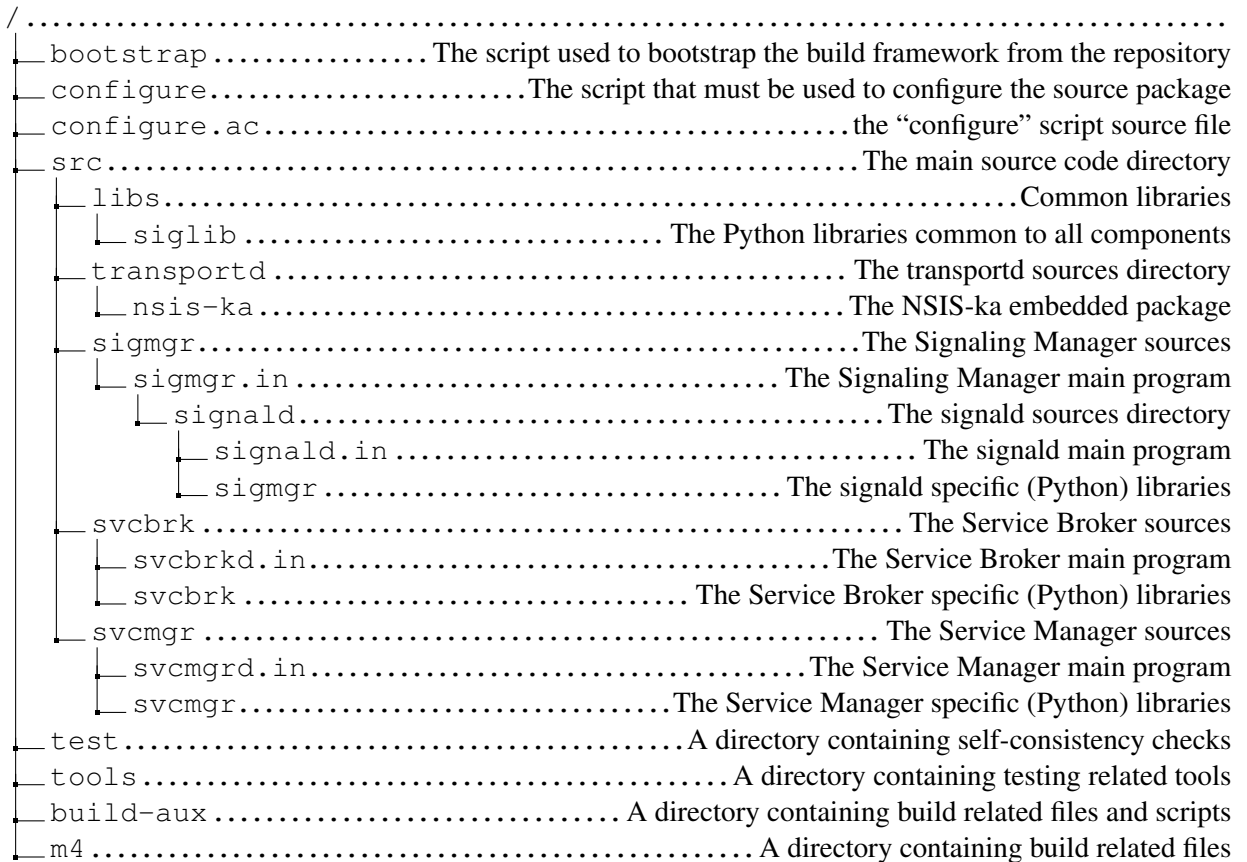 / ........................................................................
bootstrap .................. The script used to bootstrap the build framework from the repository
configure .......................... The script that must be used to configure the source package
configure.ac .................................................. the “configure” script source file
src ............................................................... The main source code directory
libs ......................................................................... Common libraries
siglib ................................... The Python libraries common to all components
transportd ................................................ The transportd sources directory
nsis-ka .................................................. The NSIS-ka embedded package
sigmgr ....................................................... The Signaling Manager sources
sigmgr.in ......................................... The Signaling Manager main program
signald ................................................. The signald sources directory
signald.in ............................................ The signald main program
sigmgr ...................................... The signald specific (Python) libraries
svcbrk ........................................................... The Service Broker sources
svcbrkd.in ............................................ The Service Broker main program
svcbrk ..................................... The Service Broker specific (Python) libraries
svcmgr ......................................................... The Service Manager sources
svcmgrd.in .......................................... The Service Manager main program
svcmgr .................................... The Service Manager specific (Python) libraries
test ............................................... A directory containing self-consistency checks
tools ................................................. A directory containing testing related tools
build-aux .................................. A directory containing build related files and scripts
m4 ....................................................... A directory containing build related files